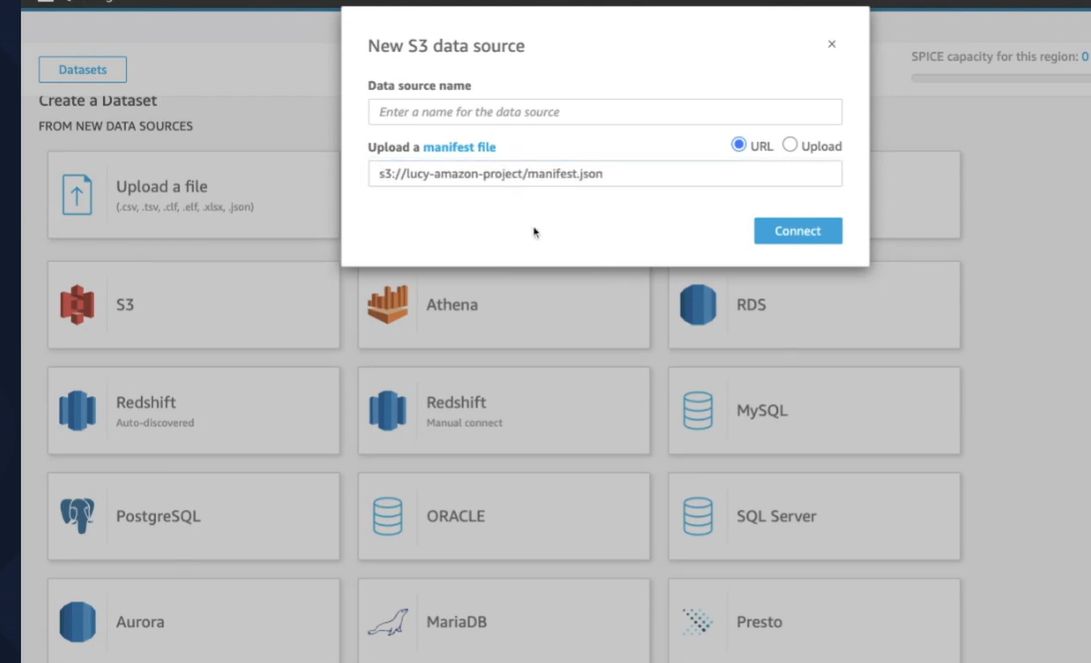 New S3 data source
×
SPICE capacity for this region: 0
Datasets
Data source name
Create a Dataset
Enter a name for the data source
FROM NEW DATA SOURCES
Upload a manifest file
URL
Upload
s3://lucy-amazon-project/manifest.json
Upload a file
(.csv, .tsv, .clf, .elf, .xlsx, .json)
Connect
S3
Athena
RDS
Redshift
Auto-discovered
Redshift
Manual connect
MySQL
PostgreSQL
ORACLE
SQL Server
Aurora
MariaDB
Presto